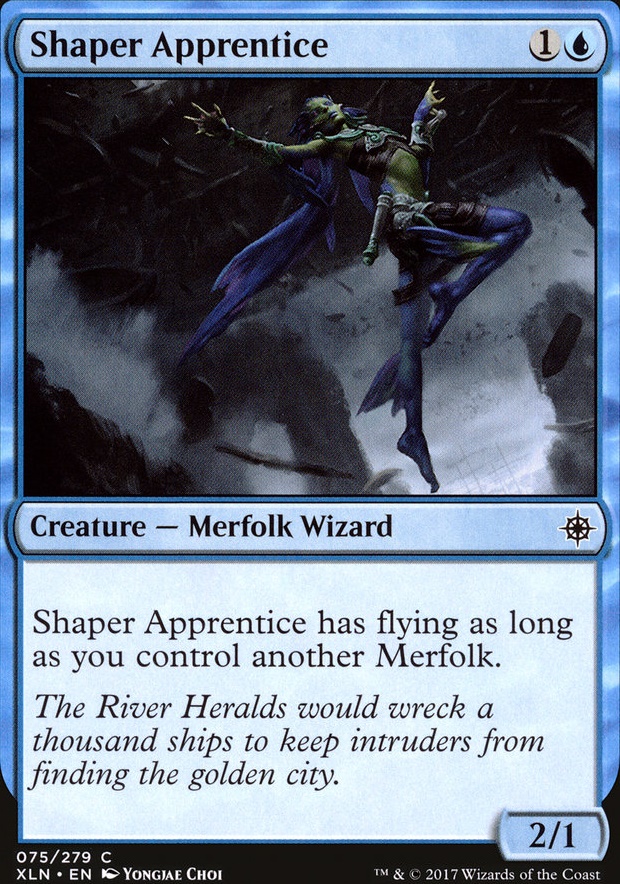 Shaper Apprentice 1
Creature — Merfolk Wizard
Shaper Apprentice has flying as long
as you control another Merfolk.
The River Heralds would wreck a
thousand ships to keep intruders from
finding the golden city.
2/1
075/279 C
XLN • EN Yongjae Choi
™ & © 2017 Wizards of the Coast